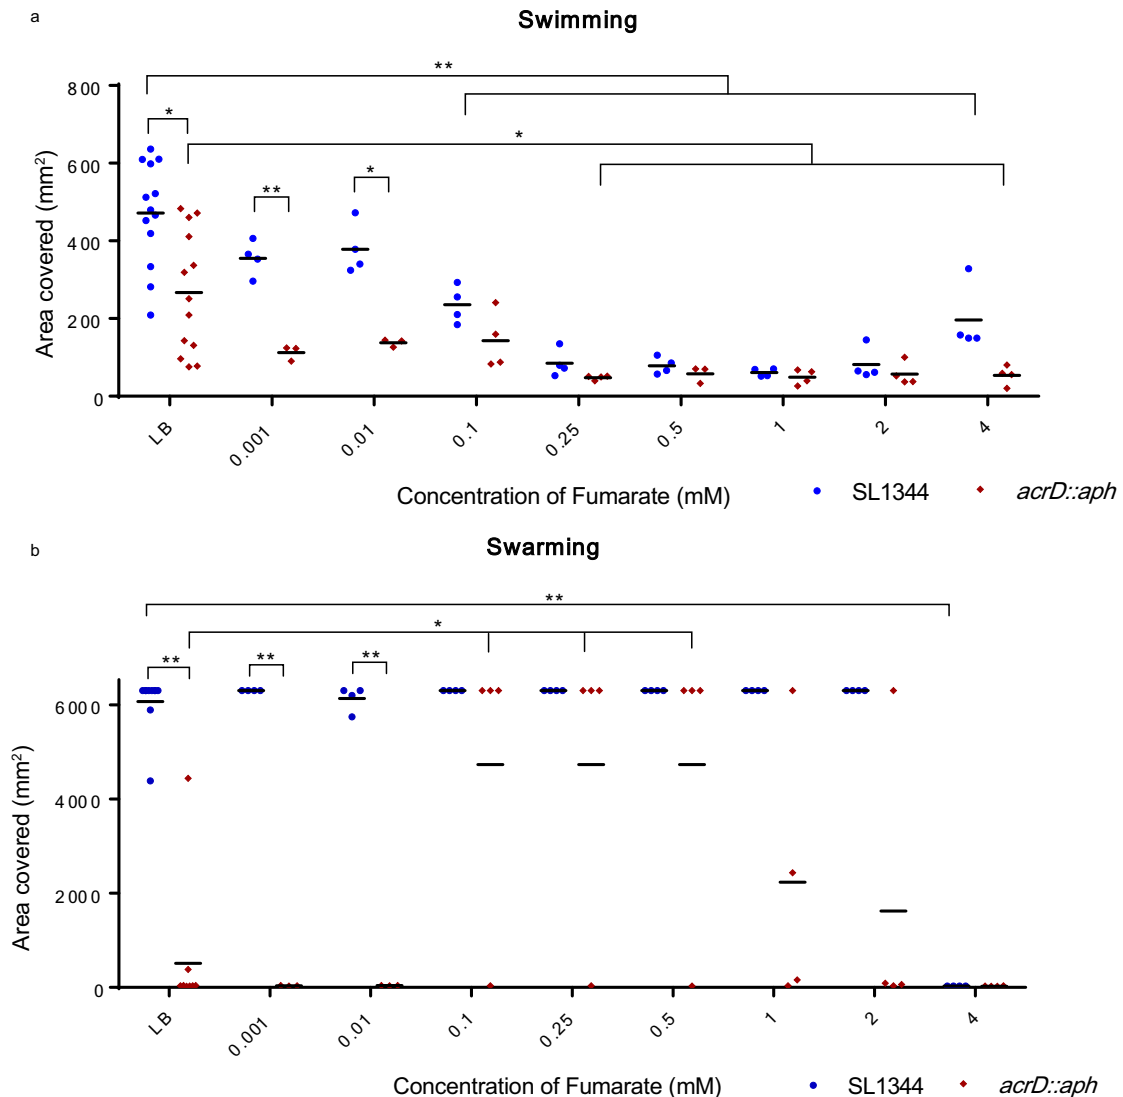 a
Swimming
**
800
*
*
600
**
*
400
200
0
Area covered (mm²)
LB
0.001
0.01
0.1
0.25
0.5
1
2
4
Concentration of Fumarate (mM)
SL1344
acrD::aph
b
Swarming
**
*
**
**
**
6000
4000
2000
0
Area covered (mm²)
LB
0.001
0.01
0.1
0.25
0.5
1
2
4
Concentration of Fumarate (mM)
SL1344
acrD::aph